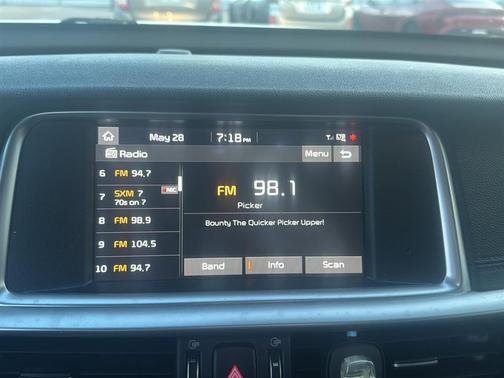 May 28 7:18 PM
Radio Menu
6 FM 94.7
7 SXM 7
70s on 7
8 FM 98.9
9 FM 104.5
10 FM 94.7
FM 98.1
Picker
Bounty The Quicker Picker Upper!
Band Info Scan